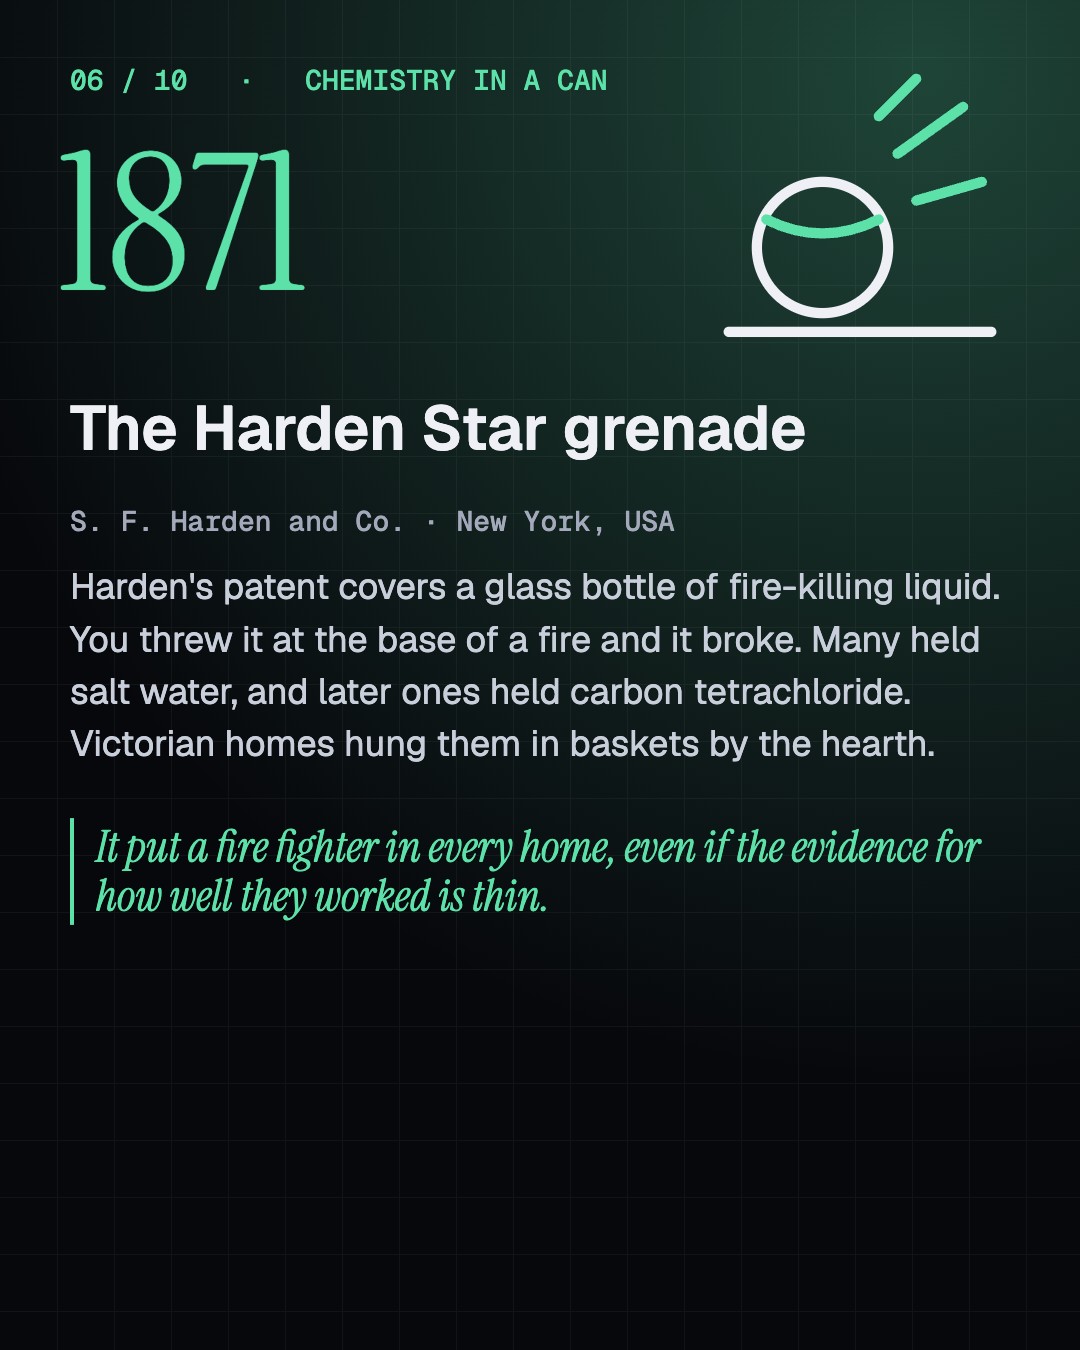 06 / 10 · CHEMISTRY IN A CAN
1871
The Harden Star grenade
S. F. Harden and Co. · New York, USA
Harden's patent covers a glass bottle of fire-killing liquid.
You threw it at the base of a fire and it broke. Many held
salt water, and later ones held carbon tetrachloride.
Victorian homes hung them in baskets by the hearth.
It put a fire fighter in every home, even if the evidence for
how well they worked is thin.